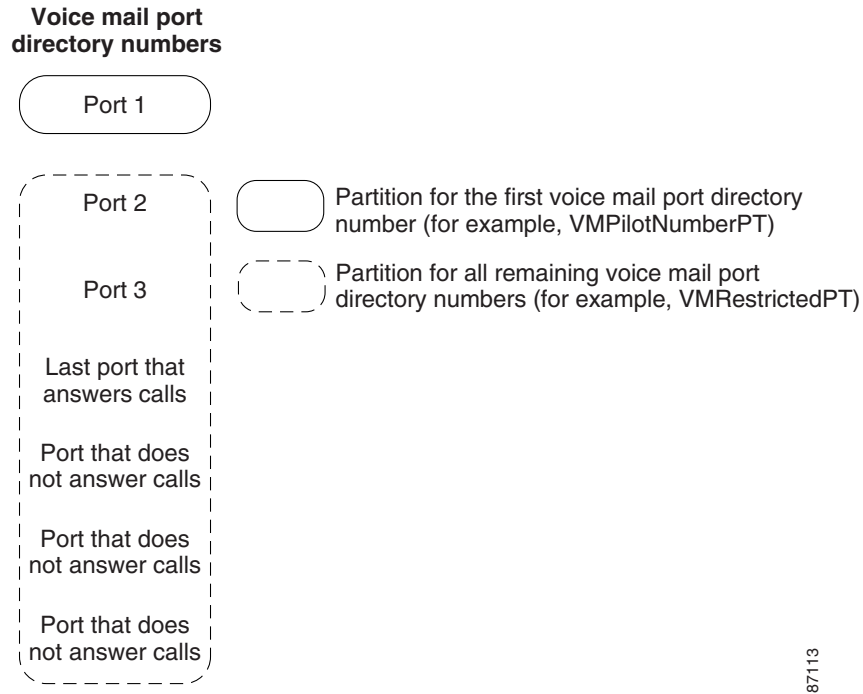 Voice mail port
directory numbers
Port 1
Port 2
Partition for the first voice mail port directory
number (for example, VMPilotNumberPT)
Port 3
Partition for all remaining voice mail port
directory numbers (for example, VMRestrictedPT)
Last port that
answers calls
Port that does
not answer calls
Port that does
not answer calls
Port that does
not answer calls
87113